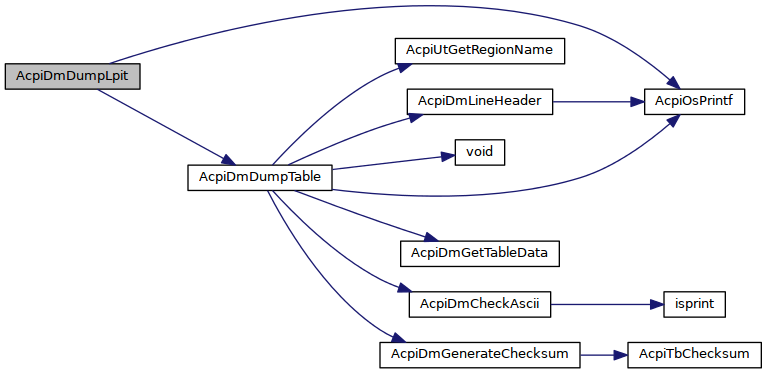 AcpiDmDumpLpit
AcpiDmDumpTable
AcpiUtGetRegionName
AcpiDmLineHeader
AcpiOsPrintf
void
AcpiDmGetTableData
AcpiDmCheckAscii
isprint
AcpiDmGenerateChecksum
AcpiTbChecksum